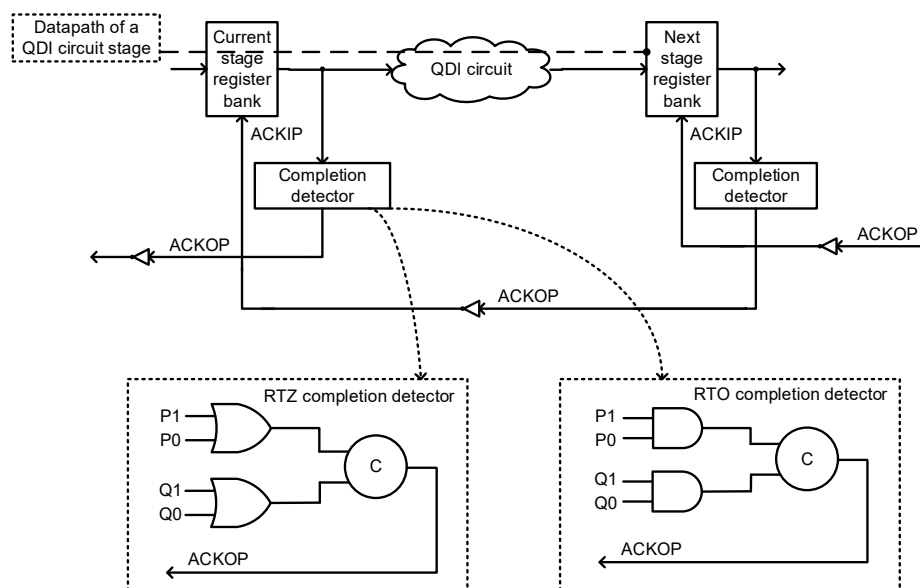 Datapath of a
QDI circuit stage
Current
stage
register
bank
QDI circuit
Next
stage
register
bank
ACKIP
ACKIP
Completion
detector
Completion
detector
ACKOP
ACKOP
ACKOP
RTZ completion detector
P1
P0
C
Q1
Q0
ACKOP
RTO completion detector
P1
P0
C
Q1
Q0
ACKOP